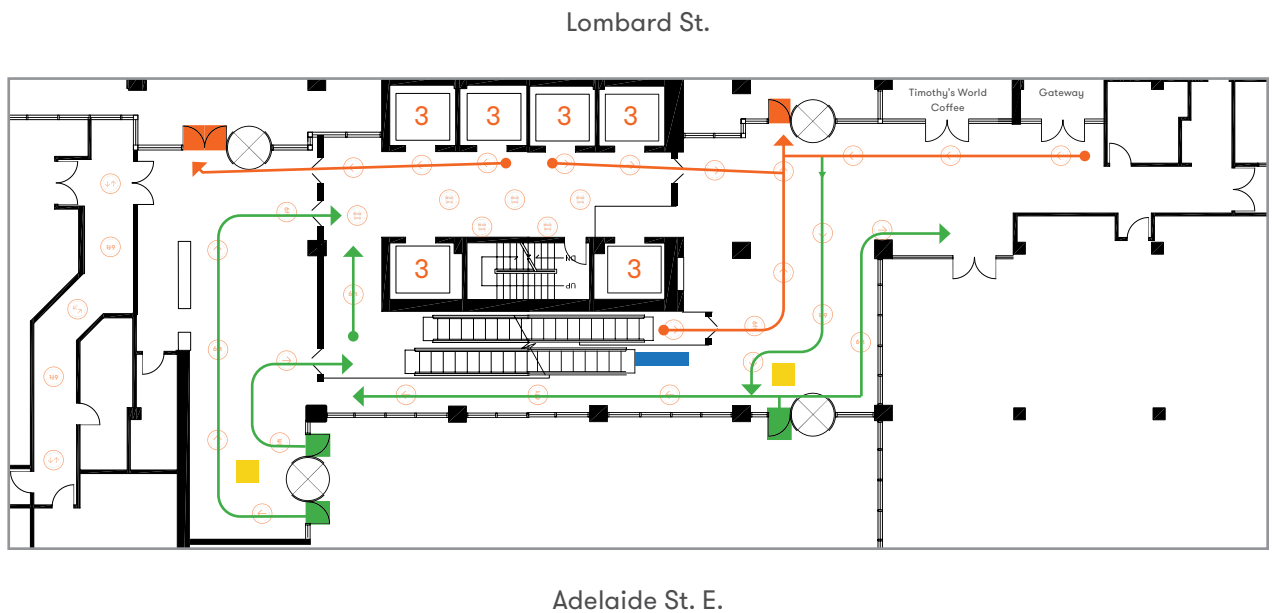 Lombard St.
Timothy's World
Coffee
Gateway
3
3
3
3
3
3
DN
UP
Adelaide St. E.